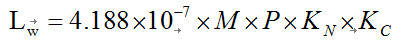 L_w = 4.188×10⁻⁷ × M × P × K_N × K_C